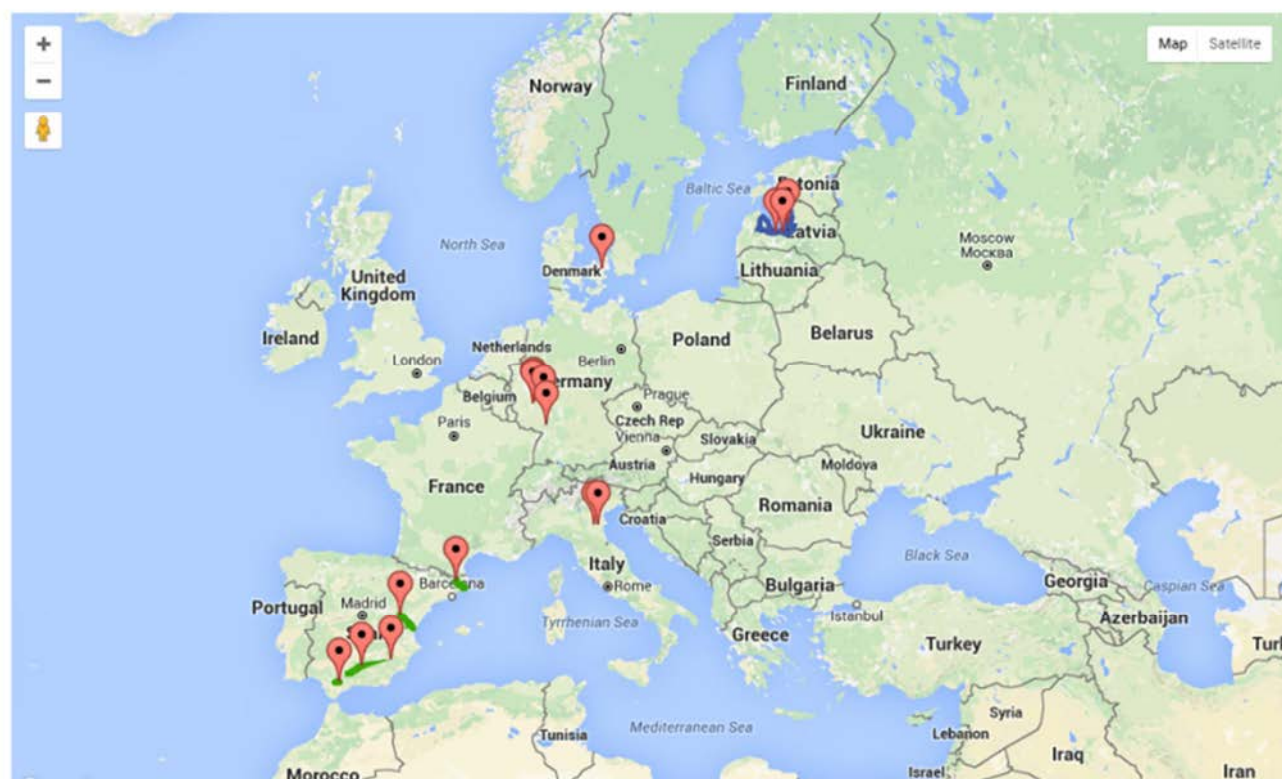 +
−
Map Satellite
Norway
Finland
Baltic Sea
Estonia
Latvia
North Sea
Moscow
Москва
Denmark
Lithuania
United
Kingdom
Ireland
Belarus
Netherlands
Poland
London
Berlin
Germany
Belgium
Prague
Paris
Czech Rep
Vienna
Slovakia
Ukraine
Austria
Moldova
France
Hungary
Romania
Croatia
Serbia
Black Sea
Italy
Barcelona
Rome
Bulgaria
Georgia
Caspian Sea
Portugal
Madrid
Istanbul
Azerbaijan
Tyrrhenian Sea
Greece
Turkey
Mediterranean Sea
Syria
Tunisia
Lebanon
Iraq
Morocco
Israel
Iran